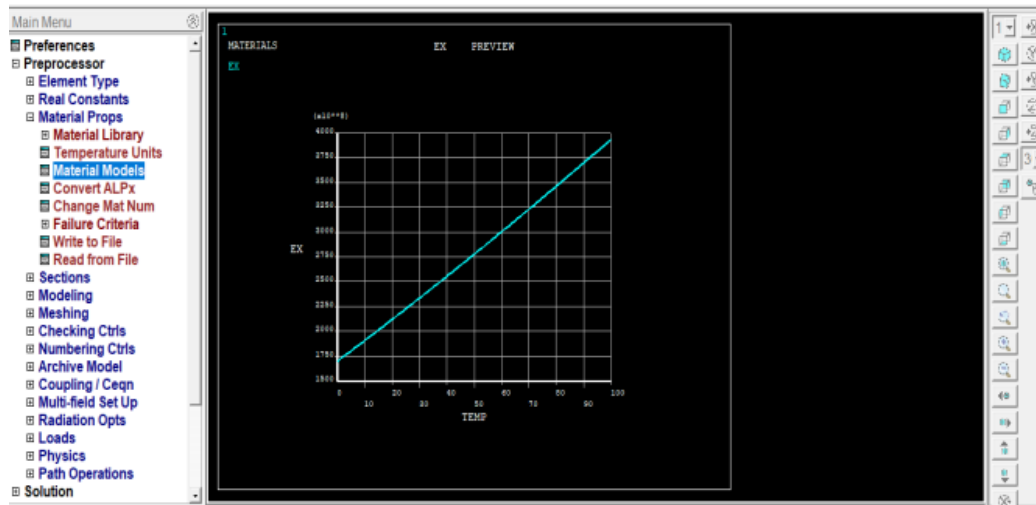 Main Menu
Preferences
Preprocessor
Element Type
Real Constants
Material Props
Material Library
Temperature Units
Material Models
Convert ALPx
Change Mat Num
Failure Criteria
Write to File
Read from File
Sections
Modeling
Meshing
Checking Ctrls
Numbering Ctrls
Archive Model
Coupling / Ceqn
Multi-field Set Up
Radiation Opts
Loads
Physics
Path Operations
Solution
1
MATERIALS EX PREVIEW
EX
4000
3750
3500
3250
3000
2750
2500
2250
2000
1750
1500
EX
0 20 40 60 80 100
10 30 50 70 90
TEMP
1
3